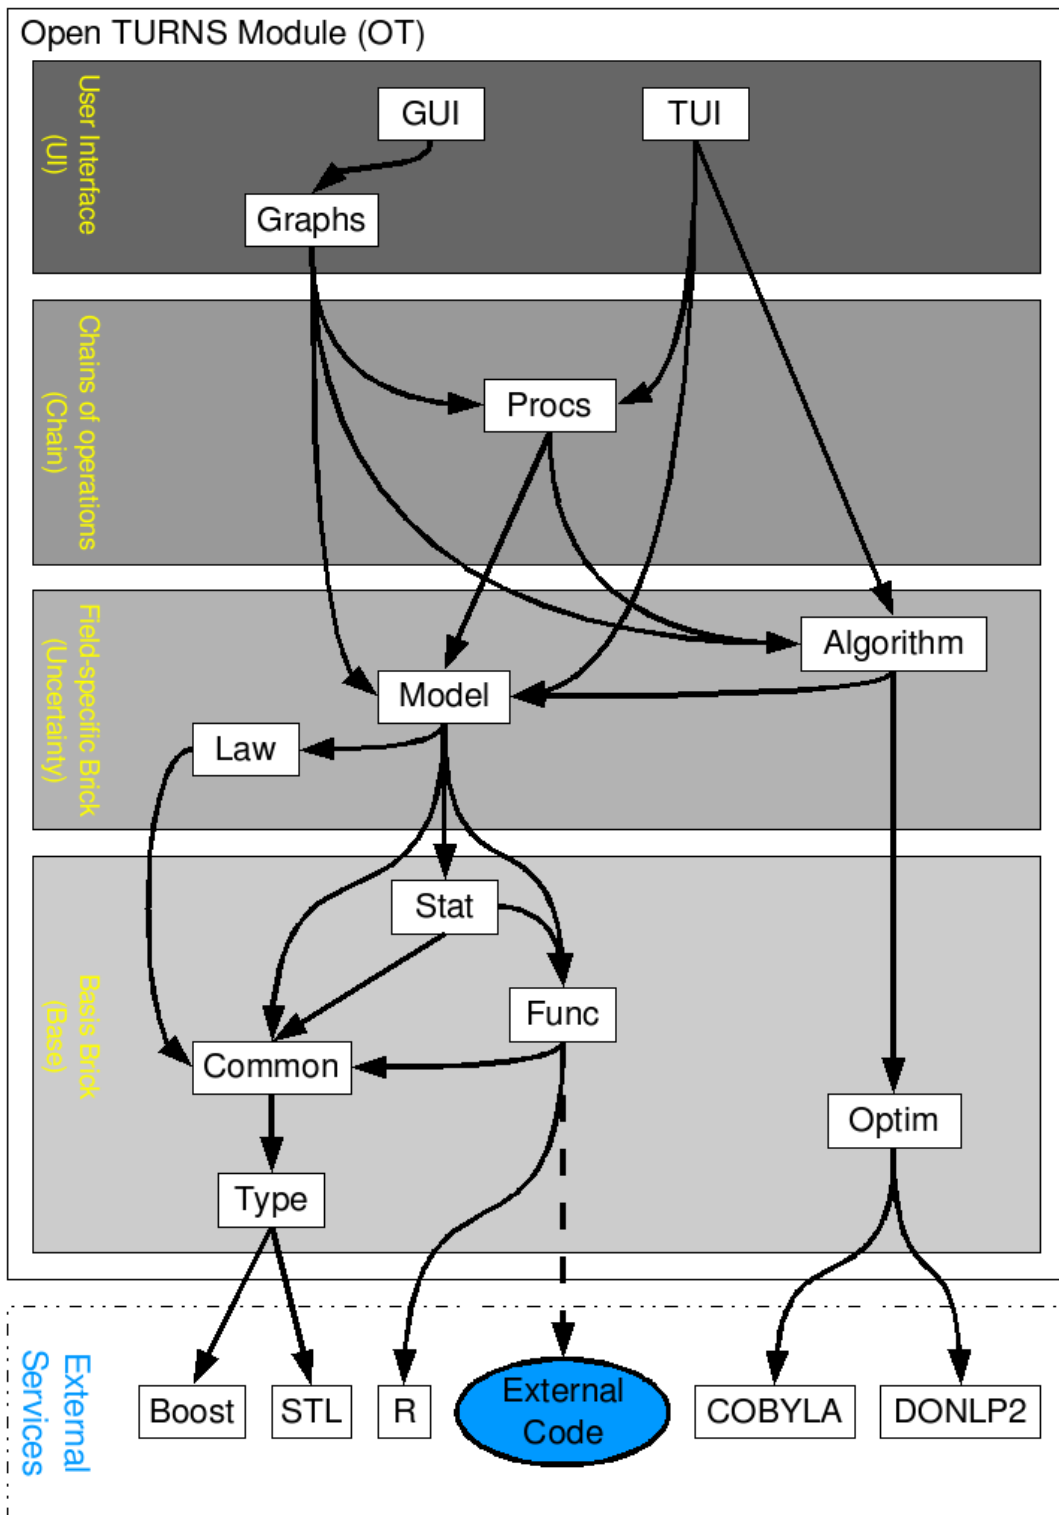 Open TURNS Module (OT)
User Interface
(UI)
GUI
TUI
Graphs
Chains of operations
(Chain)
Procs
Field-specific Brick
(Uncertainty)
Algorithm
Model
Law
Basis Brick
(Base)
Stat
Func
Common
Optim
Type
External
Services
Boost
STL
R
External
Code
COBYLA
DONLP2